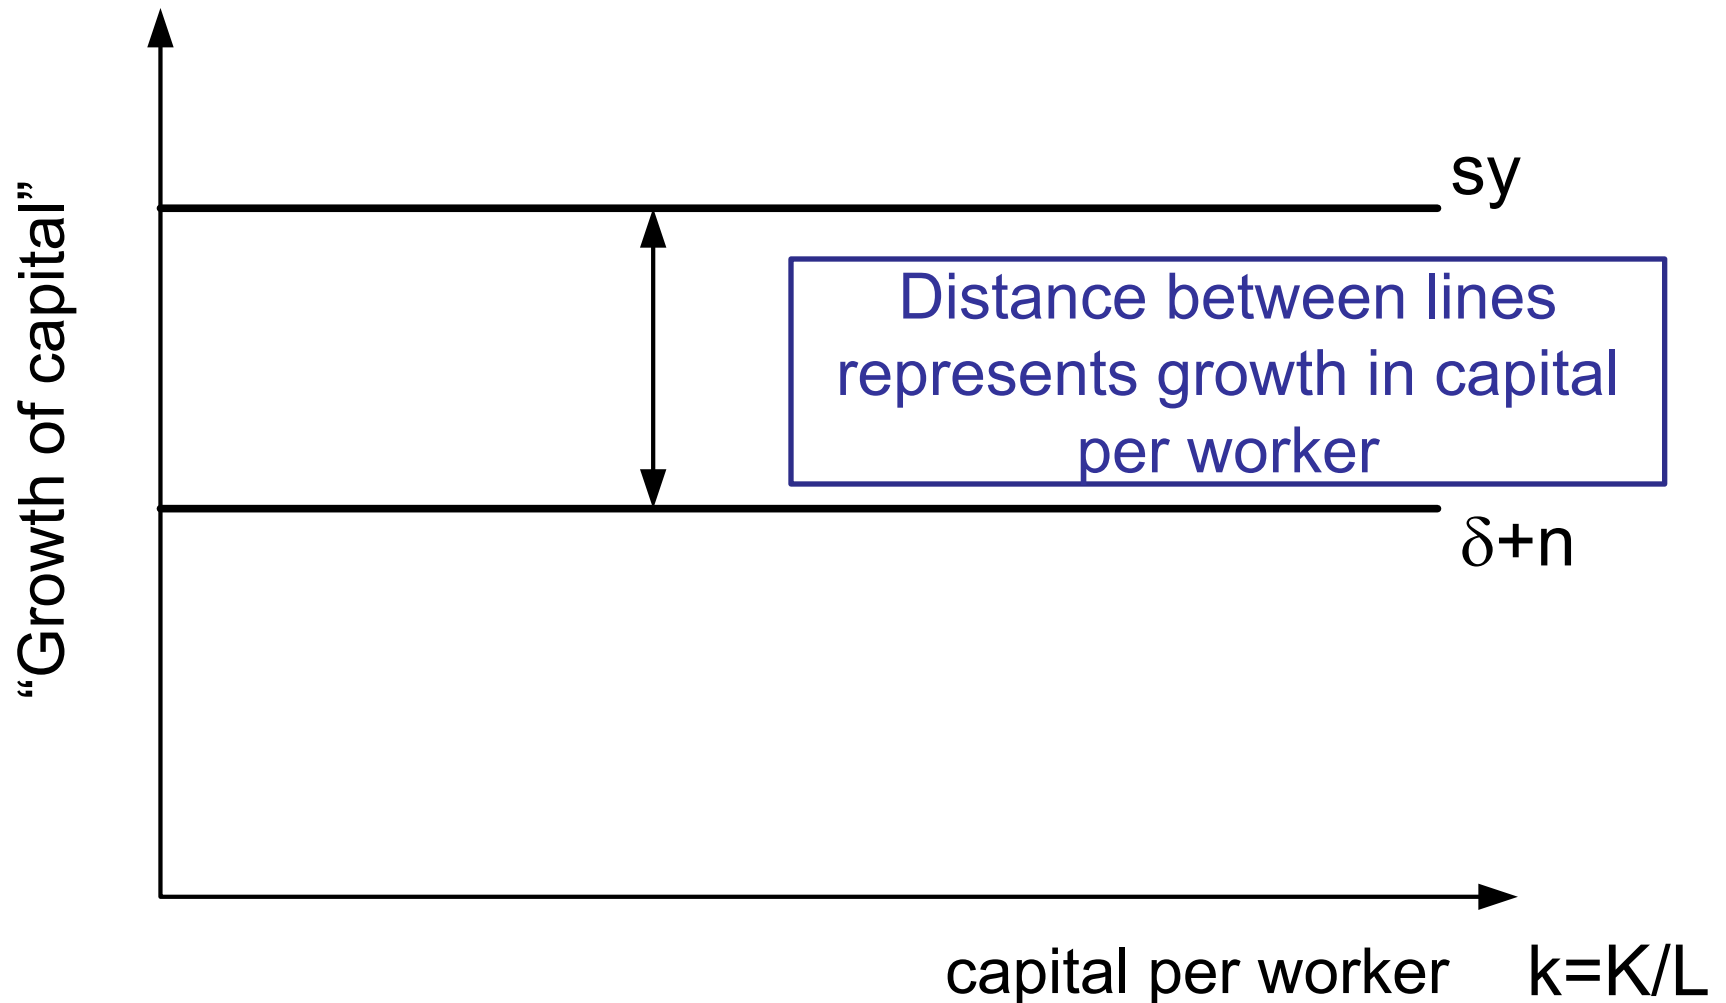 “Growth of capital”
sy
Distance between lines
represents growth in capital
per worker
δ+n
capital per worker k=K/L